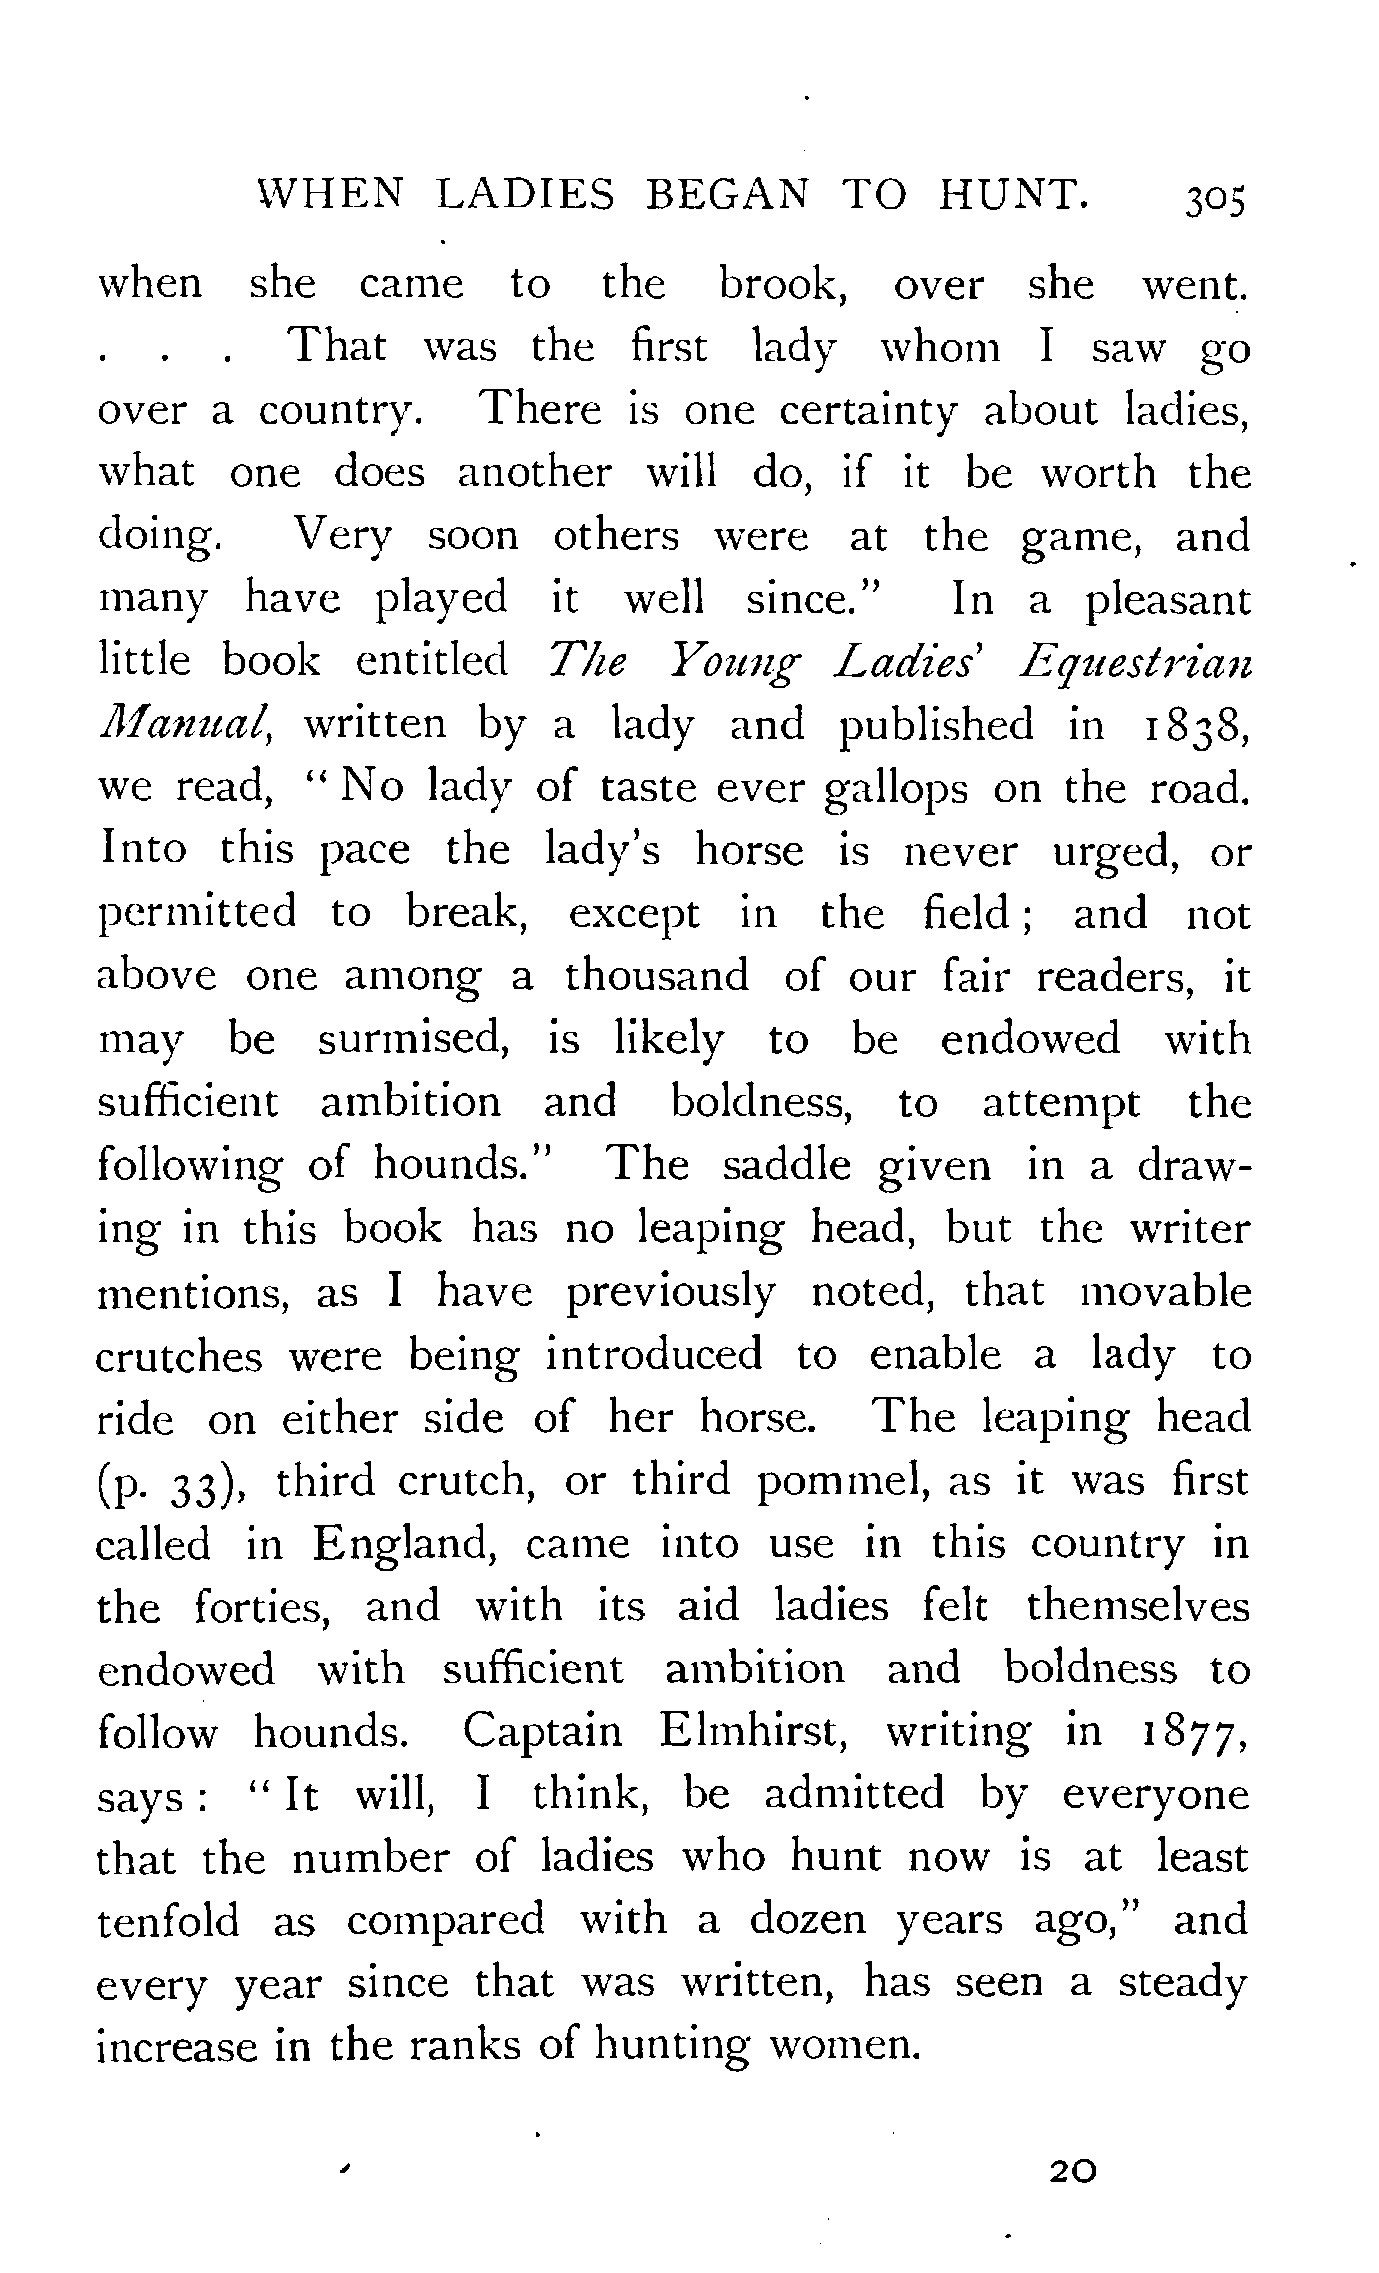 WHEN LADIES BEGAN TO HUNT. 305
when she came to the brook, over she went.
. . . That was the first lady whom I saw go
over a country. There is one certainty about ladies,
what one does another will do, if it be worth the
doing. Very soon others were at the game, and
many have played it well since." In a pleasant
little book entitled The Young Ladies' Equestrian
Manual, written by a lady and published in 1838,
we read, " No lady of taste ever gallops on the road.
Into this pace the lady's horse is never urged, or
permitted to break, except in the field ; and not
above one among a thousand of our fair readers, it
may be surmised, is likely to be endowed with
sufficient ambition and boldness, to attempt the
following of hounds." The saddle given in a draw-
ing in this book has no leaping head, but the writer
mentions, as I have previously noted, that movable
crutches were being introduced to enable a lady to
ride on either side of her horse. The leaping head
(p. 33), third crutch, or third pommel, as it was first
called in England, came into use in this country in
the forties, and with its aid ladies felt themselves
endowed with sufficient ambition and boldness to
follow hounds. Captain Elmhirst, writing in 1877,
says : " It will, I think, be admitted by everyone
that the number of ladies who hunt now is at least
tenfold as compared with a dozen years ago," and
every year since that was written, has seen a steady
increase in the ranks of hunting women.
20